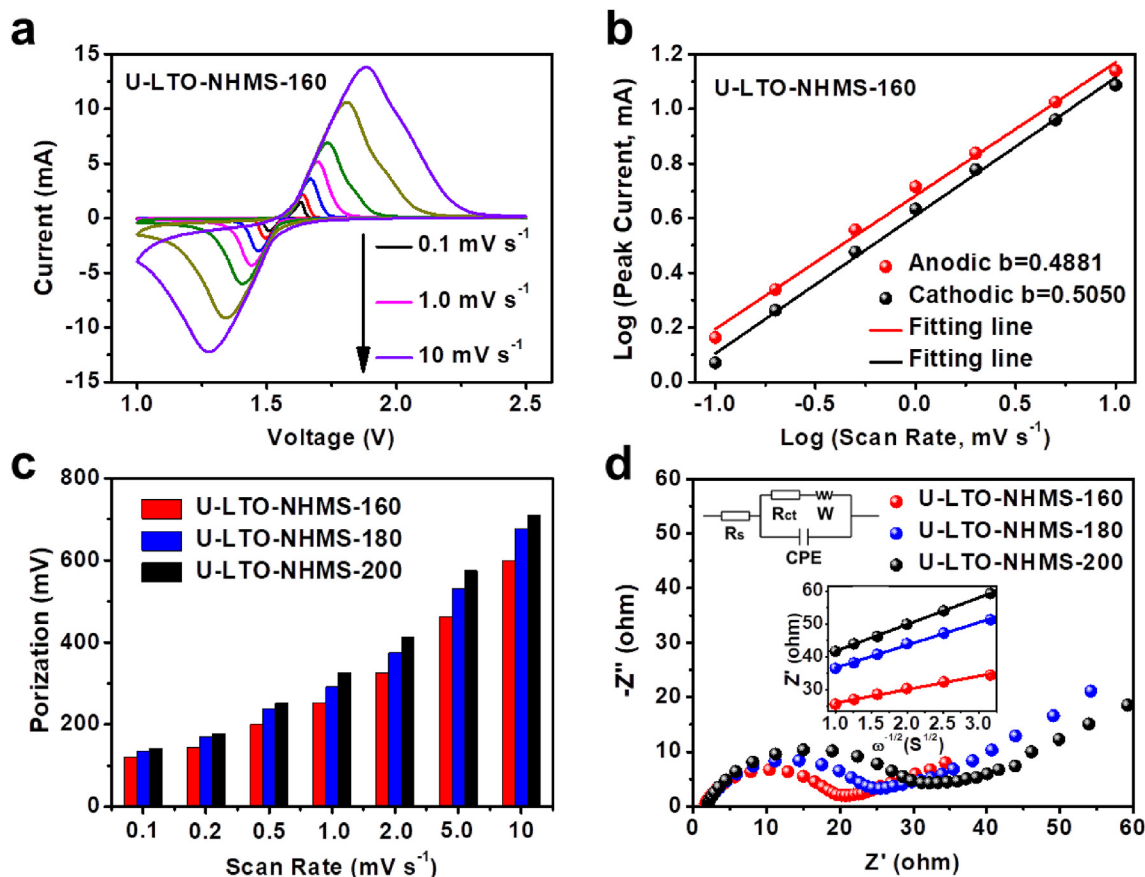 a
U-LTO-NHMS-160
Current (mA)
15
10
5
0
-5
-10
-15
0.1 mV s⁻¹
1.0 mV s⁻¹
10 mV s⁻¹
1.0 1.5 2.0 2.5
Voltage (V)
b
U-LTO-NHMS-160
Log (Peak Current, mA)
1.2
1.0
0.8
0.6
0.4
0.2
0.0
Anodic b=0.4881
Cathodic b=0.5050
Fitting line
Fitting line
-1.0 -0.5 0.0 0.5 1.0
Log (Scan Rate, mV s⁻¹)
c
Porization (mV)
800
600
400
200
0
U-LTO-NHMS-160
U-LTO-NHMS-180
U-LTO-NHMS-200
0.1 0.2 0.5 1.0 2.0 5.0 10
Scan Rate (mV s⁻¹)
d
-Z'' (ohm)
60
50
40
30
20
10
0
Rs
Rct
W
CPE
U-LTO-NHMS-160
U-LTO-NHMS-180
U-LTO-NHMS-200
Z' (ohm)
60
50
40
30
1.0 1.5 2.0 2.5 3.0
ω⁻¹/²(S¹/²)
0 10 20 30 40 50 60
Z' (ohm)